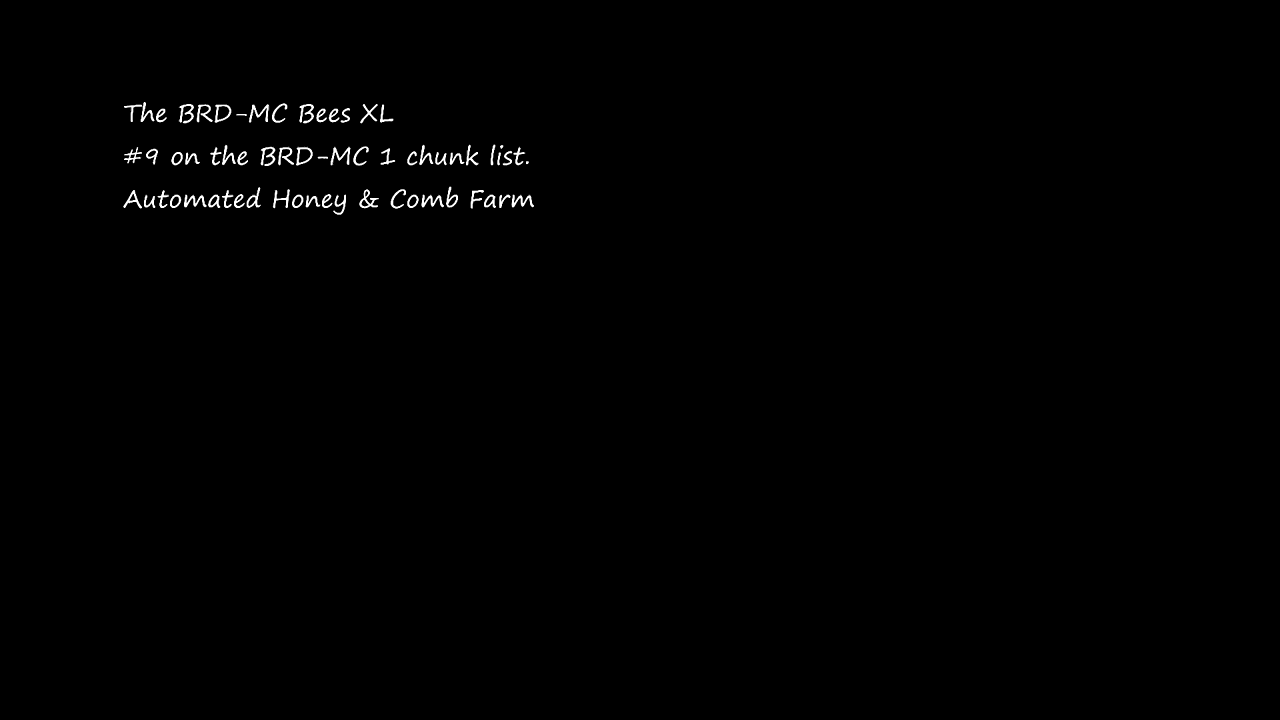 The BRD-MC Bees XL
#9 on the BRD-MC 1 chunk list.
Automated Honey & Comb Farm